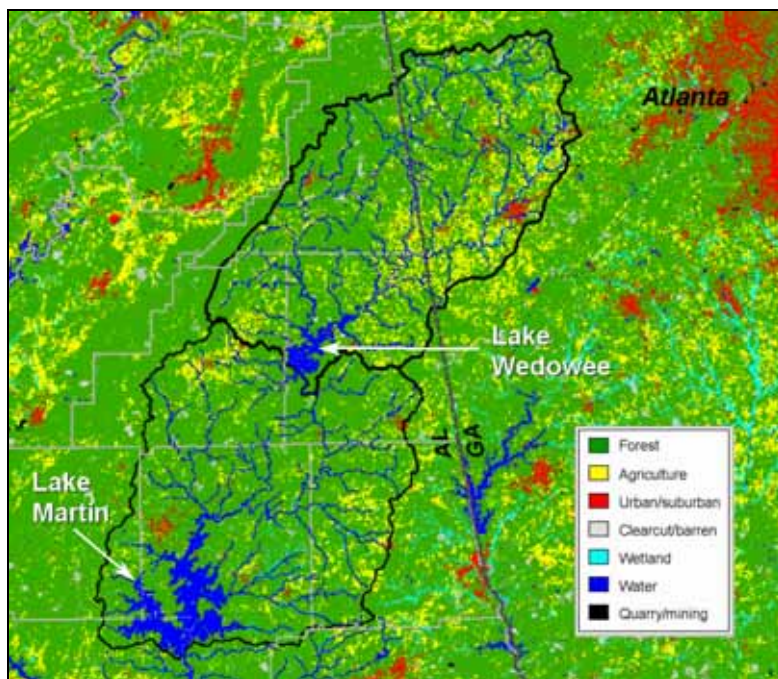 Atlanta
Lake
Wedowee
AL
GA
Lake
Martin
Forest
Agriculture
Urban/suburban
Clearcut/barren
Wetland
Water
Quarry/mining